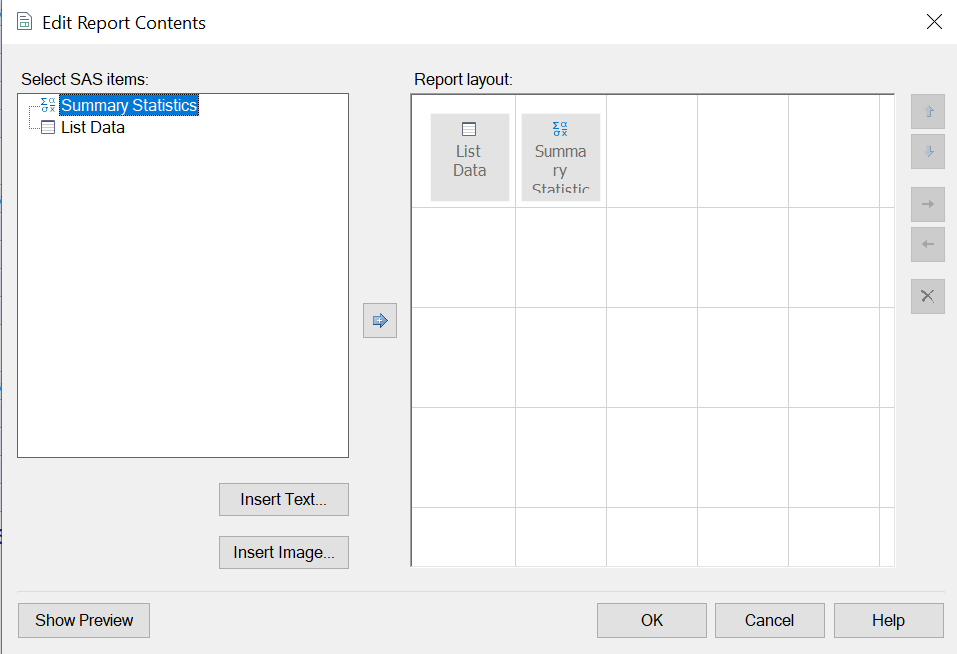 Edit Report Contents
Select SAS items:
Summary Statistics
List Data
Report layout:
List
Data
Summa
ry
Statistic
Insert Text...
Insert Image...
Show Preview
OK
Cancel
Help